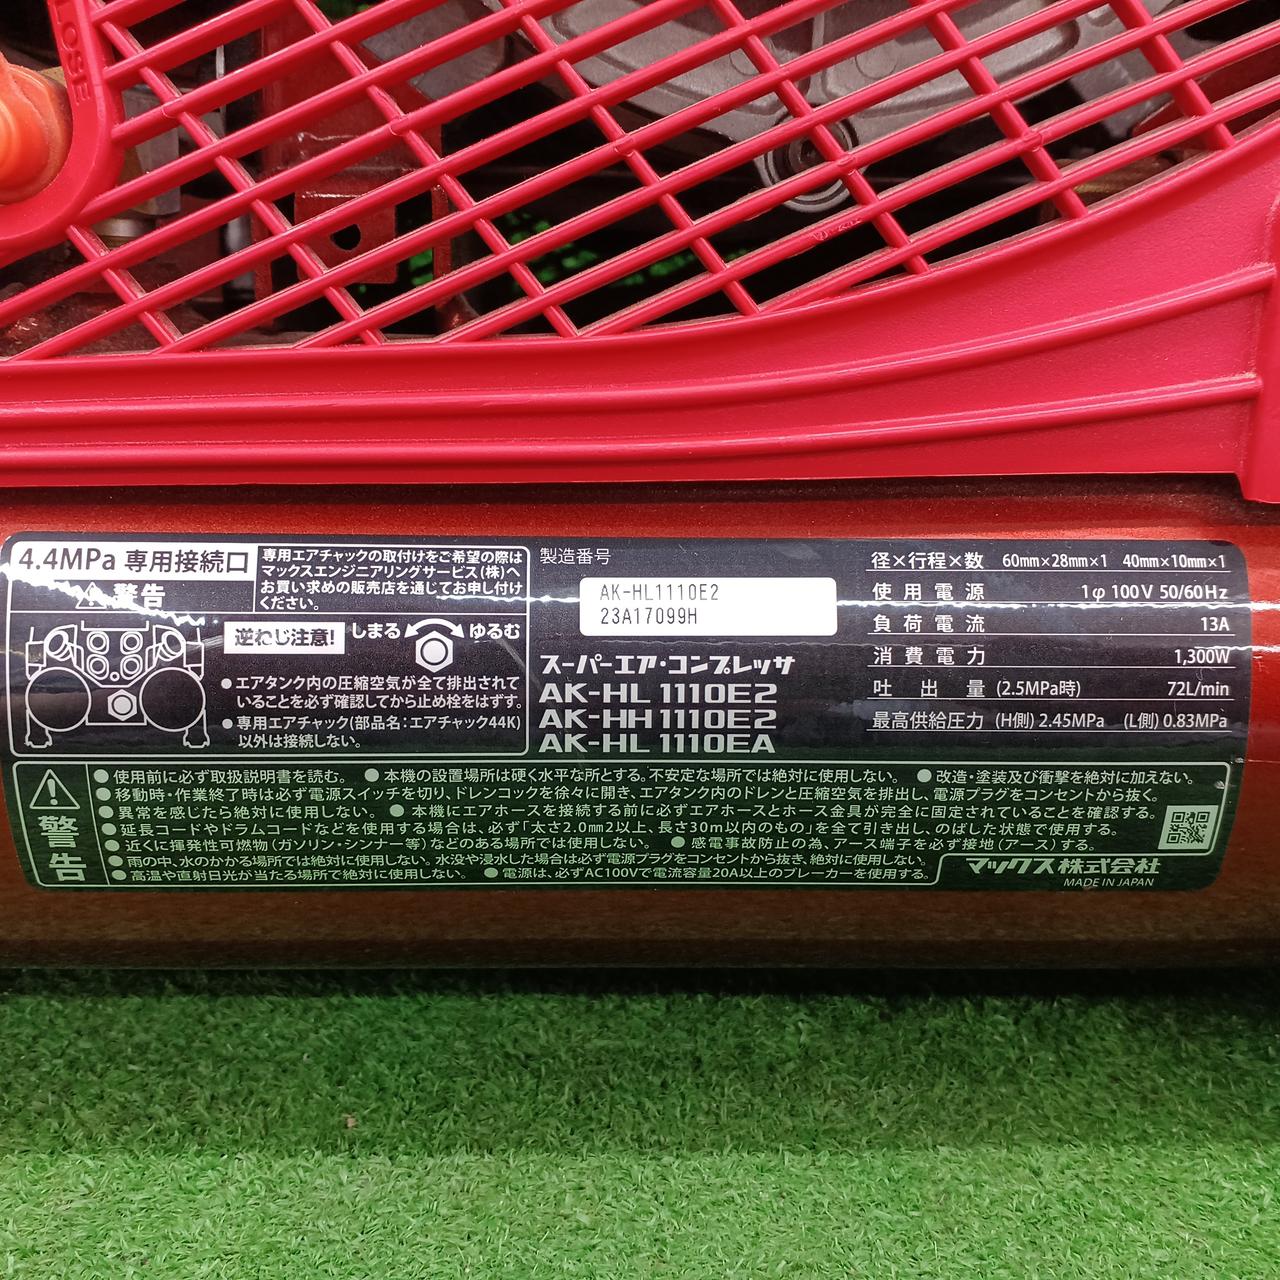 OSE
4.4MPa 専用接続口
専用エアチャックの取付けをご希望の際は
マックスエンジニアリングサービス(株)へ
お買い求めの販売店を通してお申し付け
ください。
警告
逆ねじ注意!
しまる
ゆるむ
●エアタンク内の圧縮空気が全て排出されて
いることを必ず確認してから止め栓をはずす。
●専用エアチャック(部品名:エアチャック44K)
以外は接続しない。
製造番号
AK-HL1110E2
23A17099H
スーパーエア・コンプレッサ
AK-HL 1110E2
AK-HH 1110E2
AK-HL 1110EA
径×行程×数 60mm×28mm×1 40mm×10mm×1
使用電源 1φ 100V 50/60Hz
負荷電流 13A
消費電力 1,300W
吐出量 (2.5MPa時) 72L/min
最高供給圧力 (H側) 2.45MPa (L側) 0.83MPa
警告
●使用前に必ず取扱説明書を読む。 ●本機の設置場所は硬く水平な所とする。不安定な場所では絶対に使用しない。 ●改造・塗装及び衝撃を絶対に加えない。
●移動時・作業終了時は必ず電源スイッチを切り、ドレンコックを徐々に開き、エアタンク内のドレンと圧縮空気を排出し、電源プラグをコンセントから抜く。
●異常を感じたら絶対に使用しない。 ●本機にエアホースを接続する前に必ずエアホースとホース金具が完全に固定されていることを確認する。
●延長コードやドラムコードなどを使用する場合は、必ず「太さ2.0mm2以上、長さ30m以内のもの」を全て引き出し、のばした状態で使用する。
●近くに揮発性可燃物(ガソリン・シンナー等)などのある場所では使用しない。 ●感電事故防止の為、アース端子を必ず接地(アース)する。
●雨の中、水のかかる場所では絶対に使用しない。水没や浸水した場合は必ず電源プラグをコンセントから抜き、絶対に使用しない。
●高温や直射日光が当たる場所で絶対に使用しない。 ●電源は、必ずAC100Vで電流容量20A以上のブレーカーを使用する。
マックス株式会社
MADE IN JAPAN